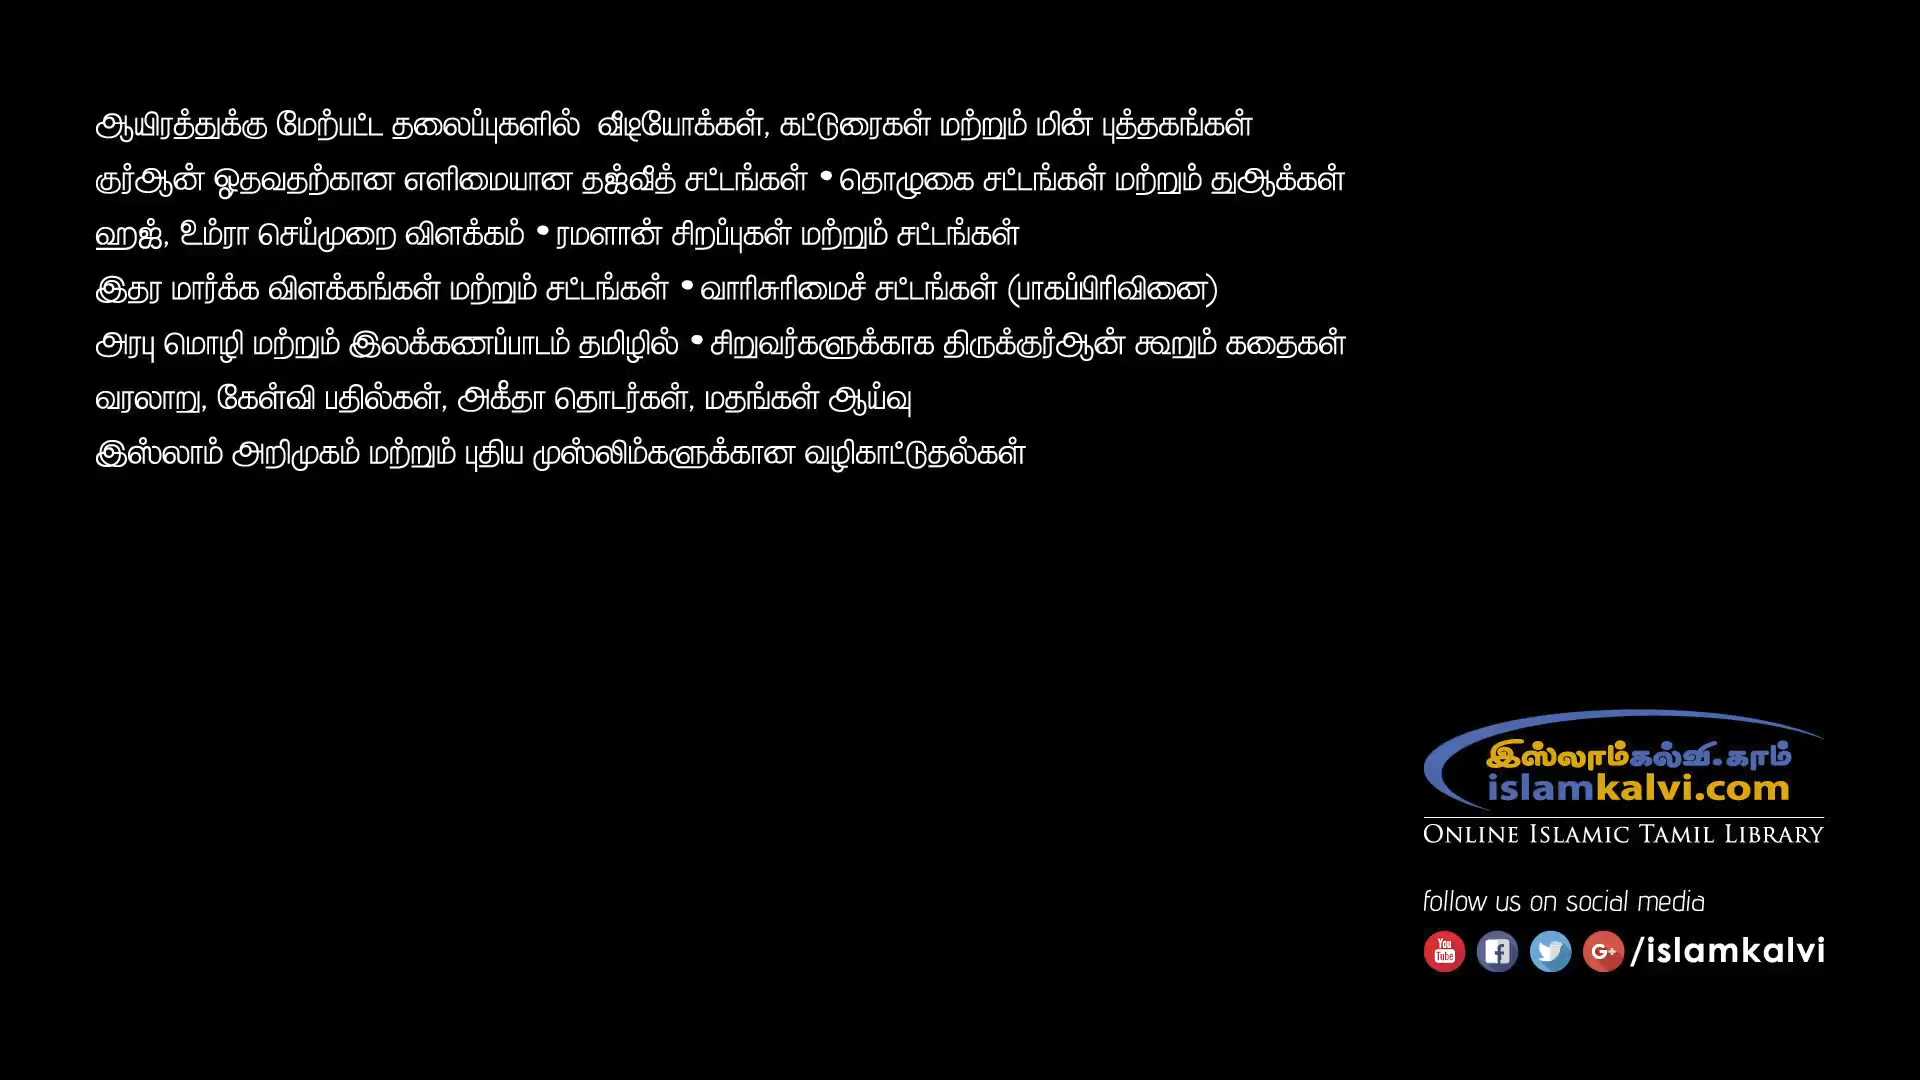 ஆயிரத்துக்கு மேற்பட்ட தலைப்புகளில் வீடியோக்கள், கட்டுரைகள் மற்றும் மின் புத்தகங்கள்
குர்ஆன் ஓதவதற்கான எளிமையான தஜ்வீத் சட்டங்கள் • தொழுகை சட்டங்கள் மற்றும் துஆக்கள்
ஹஜ், உம்ரா செய்முறை விளக்கம் • ரமளான் சிறப்புகள் மற்றும் சட்டங்கள்
இதர மார்க்க விளக்கங்கள் மற்றும் சட்டங்கள் • வாரிசுரிமைச் சட்டங்கள் (பாகப்பிரிவினை)
அரபு மொழி மற்றும் இலக்கணப்பாடம் தமிழில் • சிறுவர்களுக்காக திருக்குர்ஆன் கூறும் கதைகள்
வரலாறு, கேள்வி பதில்கள், அகீதா தொடர்கள், மதங்கள் ஆய்வு
இஸ்லாம் அறிமுகம் மற்றும் புதிய முஸ்லிம்களுக்கான வழிகாட்டுதல்கள்
இஸ்லாம்கல்வி.காம்
islamkalvi.com
ONLINE ISLAMIC TAMIL LIBRARY
follow us on social media
You Tube f G+ /islamkalvi